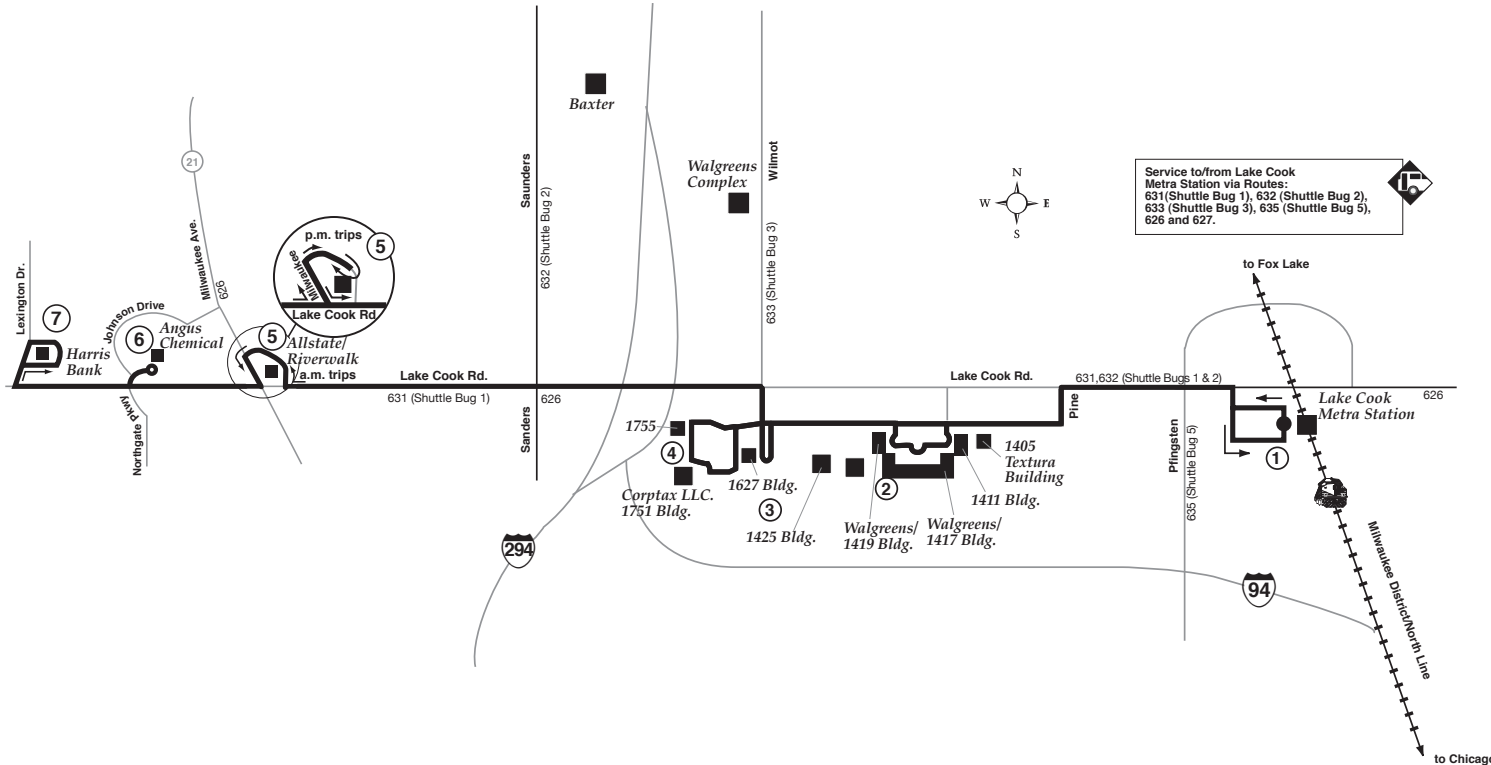 Baxter
Saunders
632 (Shuttle Bug 2)
Walgreens
Complex
Wilmot
633 (Shuttle Bug 3)
N
W
E
S
Service to/from Lake Cook
Metra Station via Routes:
631(Shuttle Bug 1), 632 (Shuttle Bug 2),
633 (Shuttle Bug 3), 635 (Shuttle Bug 5),
626 and 627.
21
Milwaukee Ave.
626
p.m. trips
5
Milwaukee
Lake Cook Rd.
to Fox Lake
Lexington Dr.
7
Harris
Bank
Johnson Drive
6
Angus
Chemical
5
Allstate/
Riverwalk
a.m. trips
Northgate Pkwy
Lake Cook Rd.
631 (Shuttle Bug 1)
626
Sanders
Lake Cook Rd.
631,632 (Shuttle Bugs 1 & 2)
Pine
626
Lake Cook
Metra Station
1
Pfingsten
635 (Shuttle Bug 5)
1755
4
Corptax LLC.
1751 Bldg.
1627 Bldg.
3
1425 Bldg.
2
Walgreens/
1419 Bldg.
Walgreens/
1417 Bldg.
1411 Bldg.
1405
Textura
Building
294
94
Milwaukee District/North Line
to Chicago